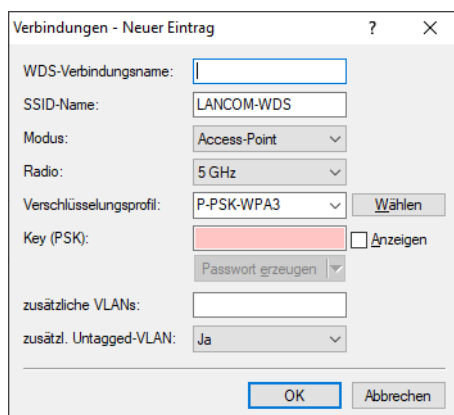 Verbindungen - Neuer Eintrag ?
WDS-Verbindungsname:
SSID-Name: LANCOM-WDS
Modus: Access-Point
Radio: 5 GHz
Verschlüsselungsprofil: P-PSK-WPA3 Wählen
Key (PSK): Anzeigen
Passwort erzeugen
zusätzliche VLANs:
zusätzl. Untagged-VLAN: Ja
OK Abbrechen